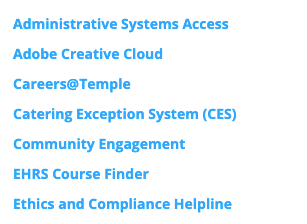 Administrative Systems Access
Adobe Creative Cloud
Careers@Temple
Catering Exception System (CES)
Community Engagement
EHRS Course Finder
Ethics and Compliance Helpline